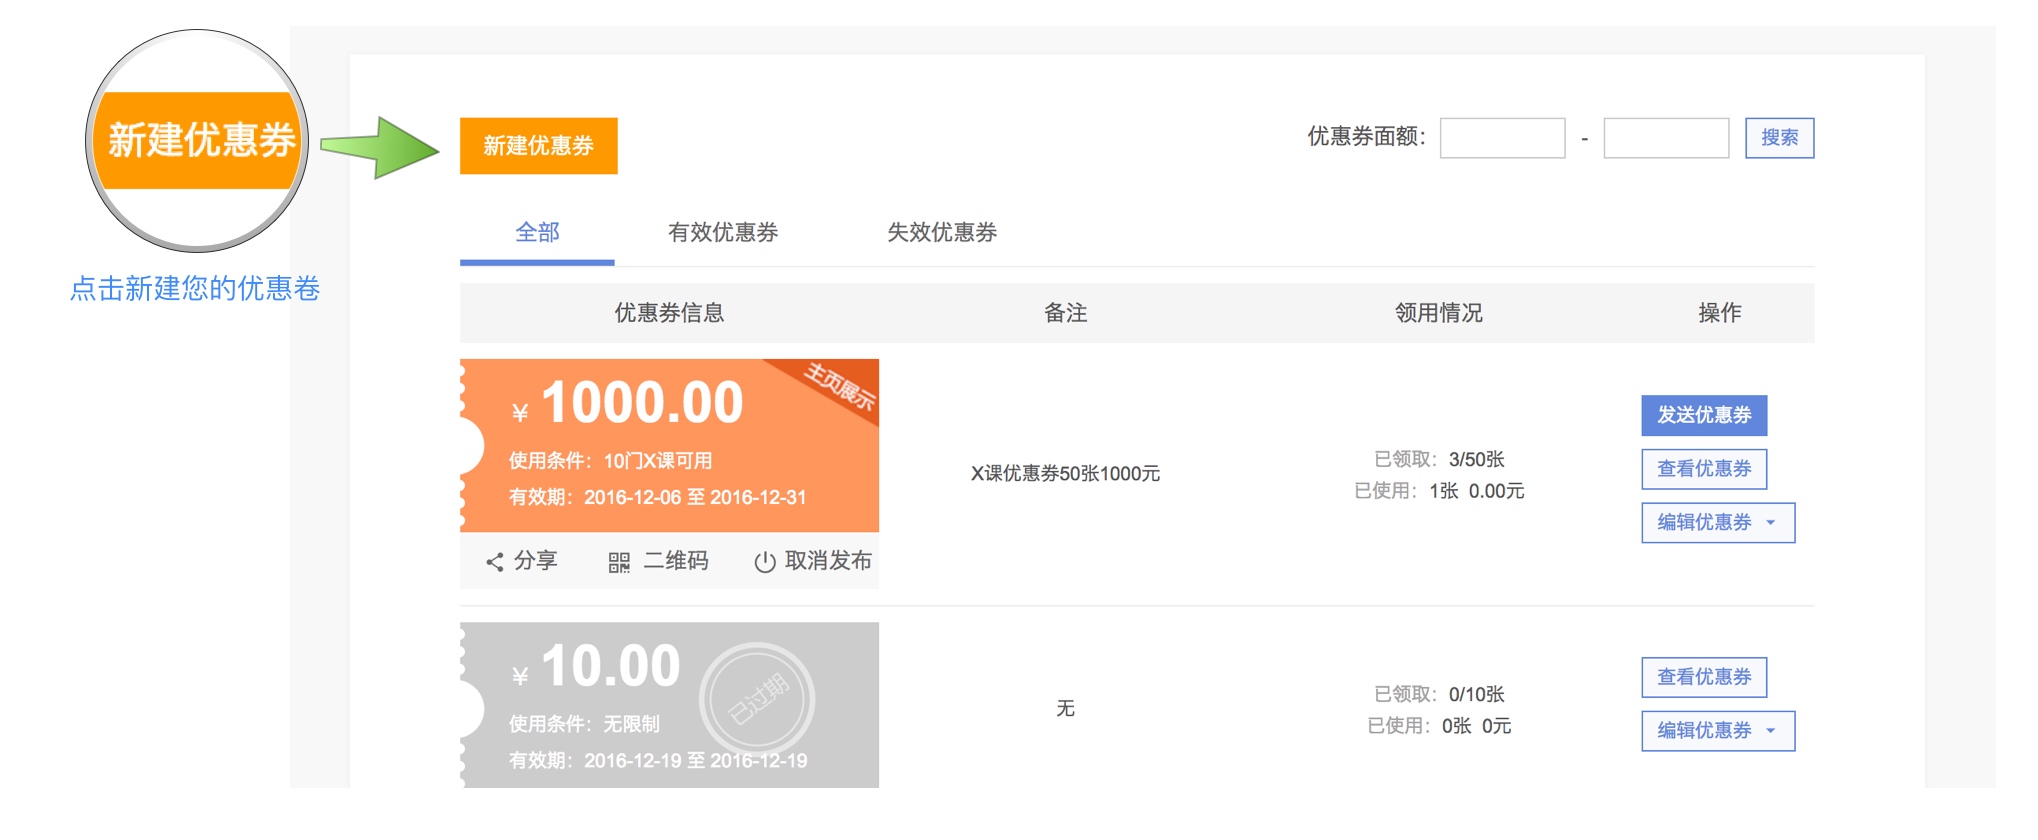 新建优惠券
点击新建您的优惠卷
新建优惠券
优惠券面额： - 搜索
全部 有效优惠券 失效优惠券
优惠券信息 备注 领用情况 操作
主页展示
¥ 1000.00
使用条件：10门X课可用
有效期：2016-12-06 至 2016-12-31
分享 二维码 取消发布
X课优惠券50张1000元
已领取：3/50张
已使用：1张 0.00元
发送优惠券
查看优惠券
编辑优惠券
¥ 10.00
已过期
使用条件：无限制
有效期：2016-12-19 至 2016-12-19
无
已领取：0/10张
已使用：0张 0元
查看优惠券
编辑优惠券